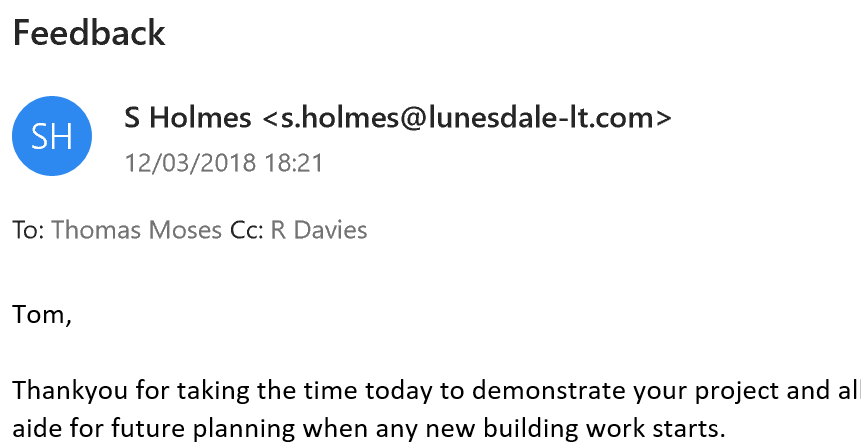 Feedback
SH
S Holmes <s.holmes@lunesdale-lt.com>
12/03/2018 18:21
To: Thomas Moses Cc: R Davies
Tom,
Thankyou for taking the time today to demonstrate your project and all
aide for future planning when any new building work starts.